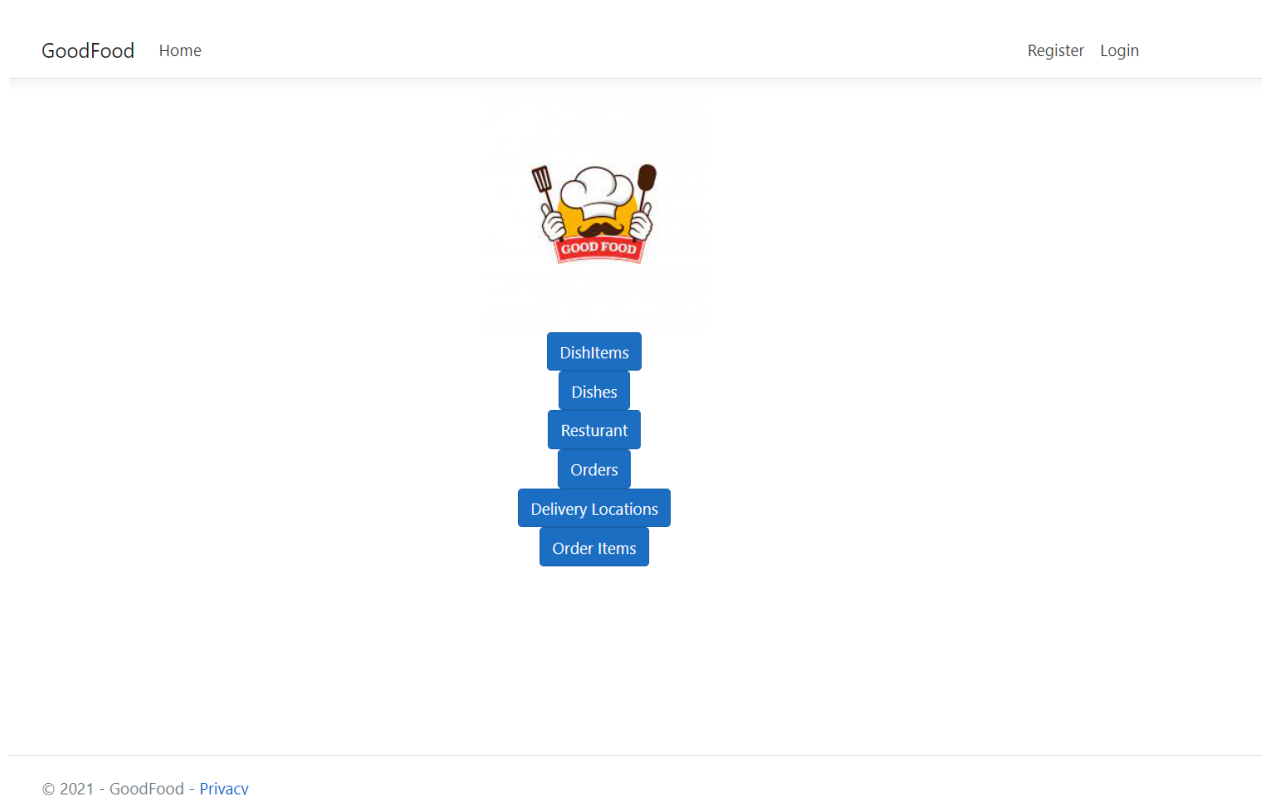 GoodFood Home Register Login
GOOD FOOD
DishItems
Dishes
Resturant
Orders
Delivery Locations
Order Items
© 2021 - GoodFood - Privacy